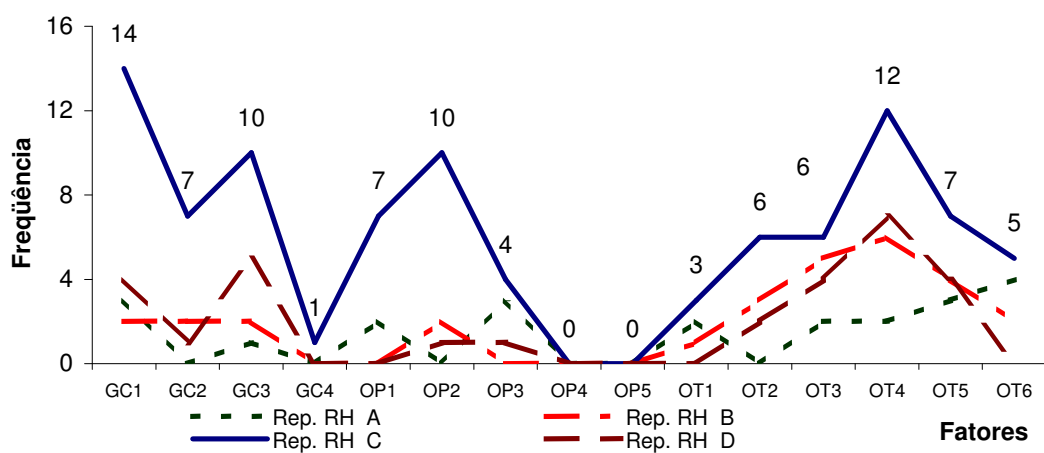 16
14
12
12
10
10
Freqüência
8
7
7
7
6
6
5
4
4
3
1
0
0
0
GC1 GC2 GC3 GC4 OP1 OP2 OP3 OP4 OP5 OT1 OT2 OT3 OT4 OT5 OT6
Rep. RH A
Rep. RH B
Rep. RH C
Rep. RH D
Fatores